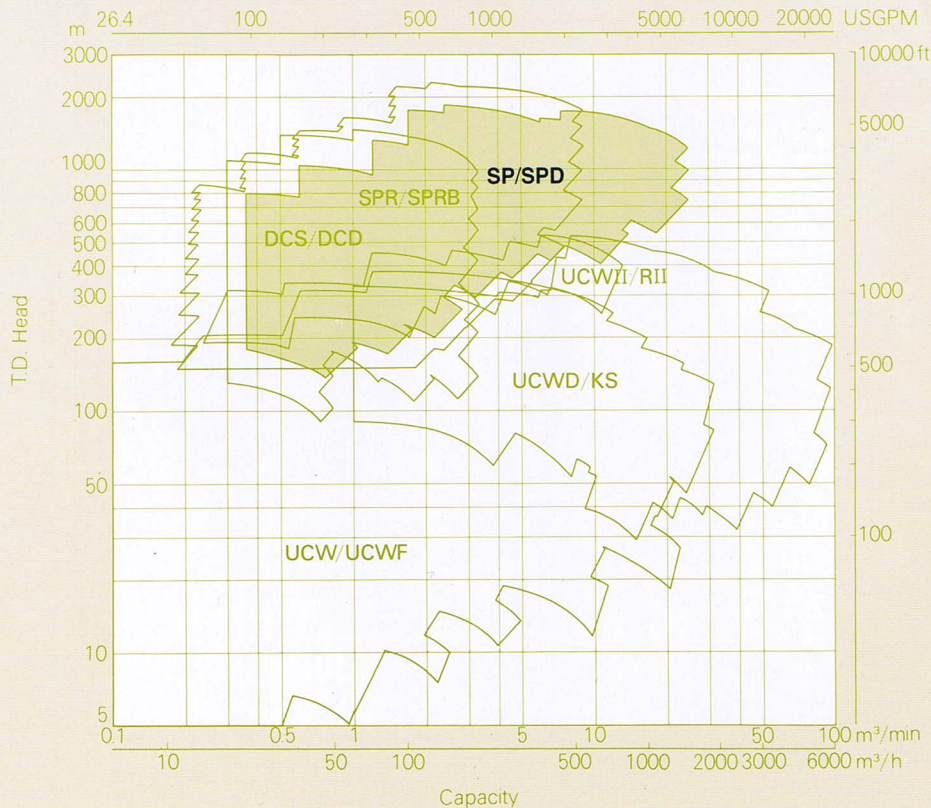 m 26.4 100 500 1000 5000 10000 20000 USGPM
3000 10000 ft
2000
5000
1000
800
SP/SPD
SPR/SPRB
600
DCS/DCD
500
400
UCWII/RII
300 1000
T.D. Head
200
500
UCWD/KS
100
50
100
UCW/UCWF
10
5
0.1 0.5 1 5 10 50 100 m³/min
10 50 100 500 1000 2000 3000 6000 m³/h
Capacity